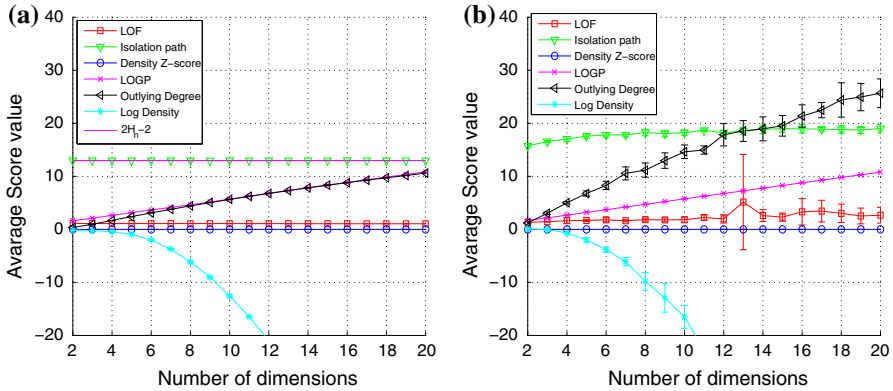 (a)
40
30
20
10
0
−10
−20
Avarage Score value
LOF
Isolation path
Density Z−score
LOGP
Outlying Degree
Log Density
2Hn−2
2 4 6 8 10 12 14 16 18 20
Number of dimensions
(b)
40
30
20
10
0
−10
−20
Avarage Score value
LOF
Isolation path
Density Z−score
LOGP
Outlying Degree
Log Density
2 4 6 8 10 12 14 16 18 20
Number of dimensions